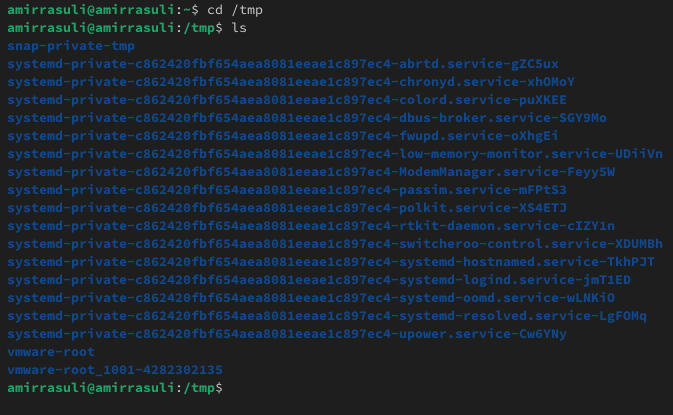 amirrasuli@amirrasuli:~$ cd /tmp
amirrasuli@amirrasuli:/tmp$ ls
snap-private-tmp
systemd-private-c862420fbf654aea8081eeae1c897ec4-abrtd.service-gZC5ux
systemd-private-c862420fbf654aea8081eeae1c897ec4-chronyd.service-xhOMoY
systemd-private-c862420fbf654aea8081eeae1c897ec4-colord.service-puXKEE
systemd-private-c862420fbf654aea8081eeae1c897ec4-dbus-broker.service-SGY9Mo
systemd-private-c862420fbf654aea8081eeae1c897ec4-fwupd.service-oXhgEi
systemd-private-c862420fbf654aea8081eeae1c897ec4-low-memory-monitor.service-UDiiVn
systemd-private-c862420fbf654aea8081eeae1c897ec4-ModemManager.service-Feyy5W
systemd-private-c862420fbf654aea8081eeae1c897ec4-passim.service-mFPtS3
systemd-private-c862420fbf654aea8081eeae1c897ec4-polkit.service-XS4ETJ
systemd-private-c862420fbf654aea8081eeae1c897ec4-rtkit-daemon.service-cIZY1n
systemd-private-c862420fbf654aea8081eeae1c897ec4-switcheroo-control.service-XDUMBh
systemd-private-c862420fbf654aea8081eeae1c897ec4-systemd-hostnamed.service-TkhPJT
systemd-private-c862420fbf654aea8081eeae1c897ec4-systemd-logind.service-jmT1ED
systemd-private-c862420fbf654aea8081eeae1c897ec4-systemd-oomd.service-wLNKiO
systemd-private-c862420fbf654aea8081eeae1c897ec4-systemd-resolved.service-LgFOMq
systemd-private-c862420fbf654aea8081eeae1c897ec4-upower.service-Cw6YNy
vmware-root
vmware-root_1001-4282302135
amirrasuli@amirrasuli:/tmp$